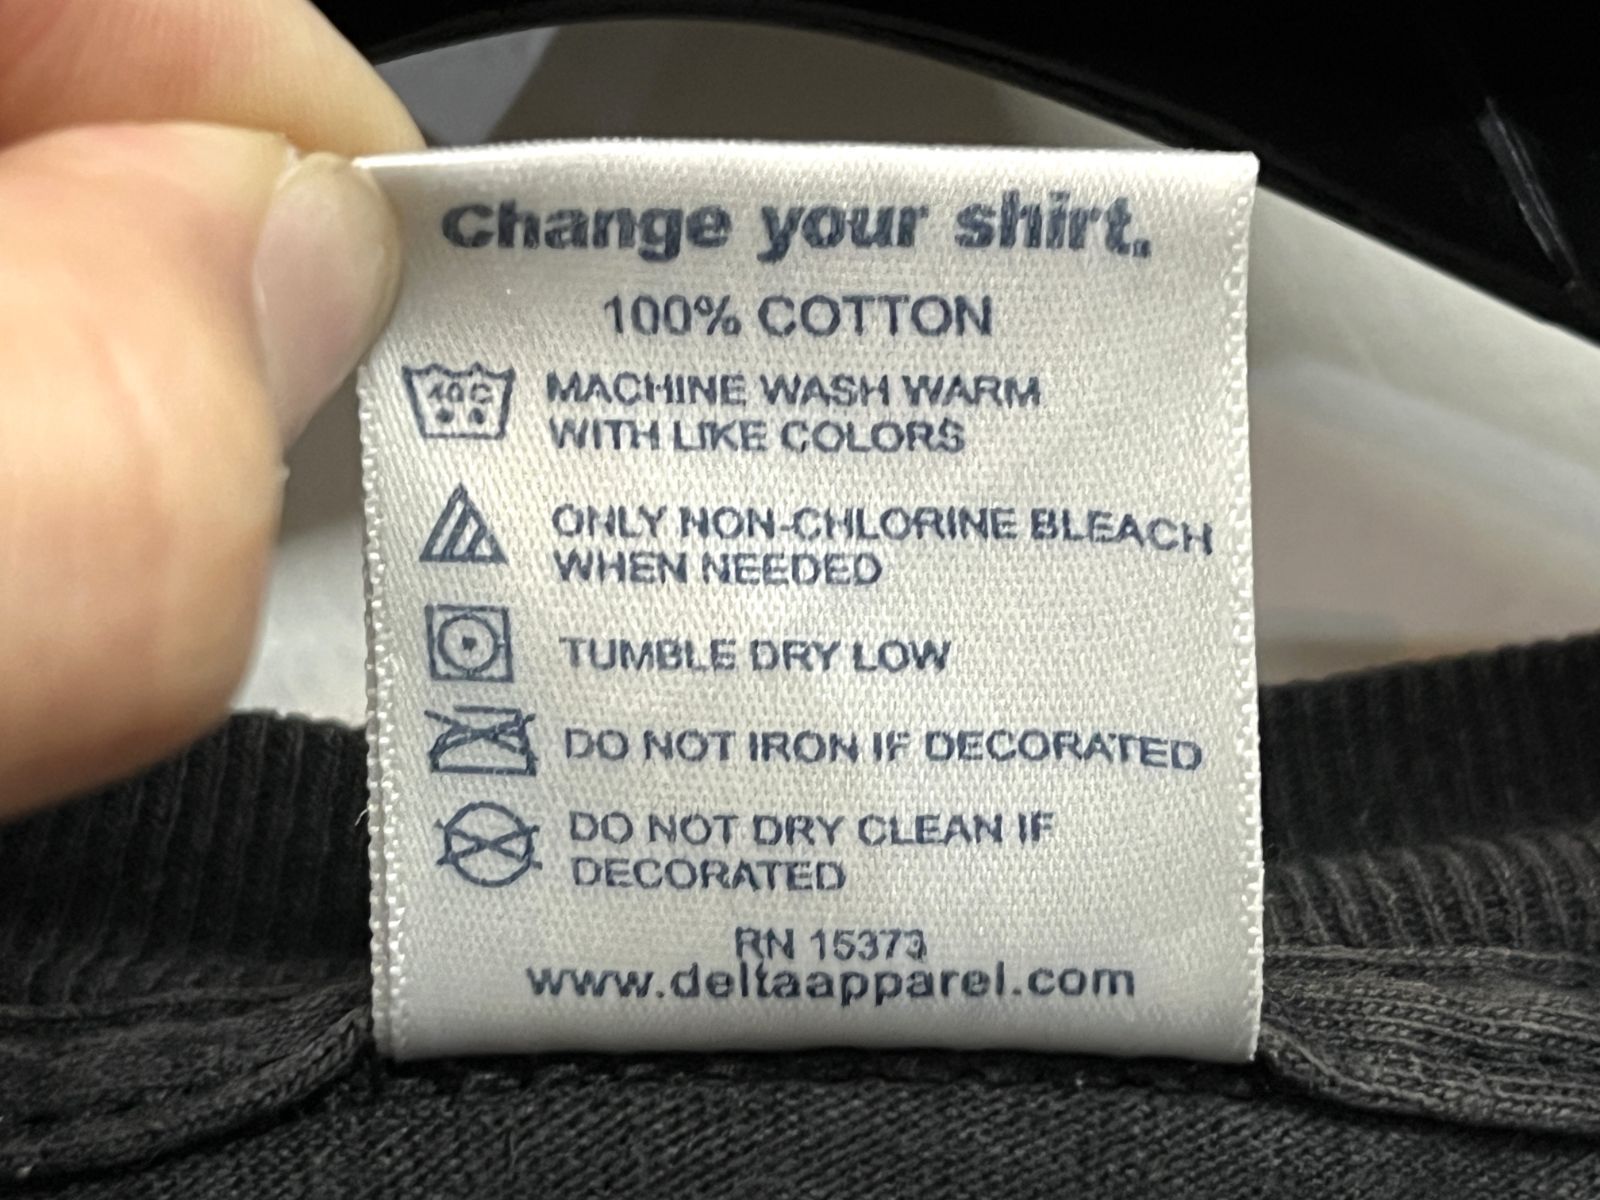 Change your shirt.
100% COTTON
40 C
MACHINE WASH WARM
WITH LIKE COLORS
ONLY NON-CHLORINE BLEACH
WHEN NEEDED
TUMBLE DRY LOW
DO NOT IRON IF DECORATED
DO NOT DRY CLEAN IF
DECORATED
RN 15373
www.deltaapparel.com